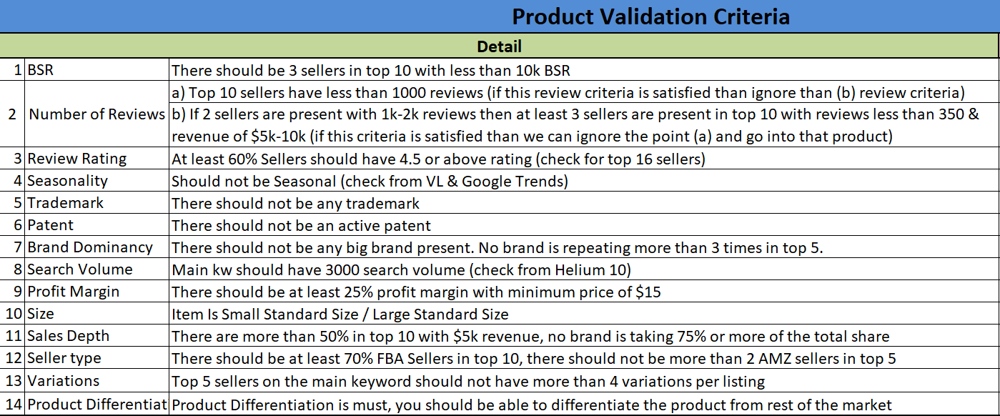 Product Validation Criteria
Detail
1 BSR There should be 3 sellers in top 10 with less than 10k BSR
a) Top 10 sellers have less than 1000 reviews (if this review criteria is satisfied than ignore than (b) review criteria)
2 Number of Reviews b) If 2 sellers are present with 1k-2k reviews then at least 3 sellers are present in top 10 with reviews less than 350 &
revenue of $5k-10k (if this criteria is satisfied than we can ignore the point (a) and go into that product)
3 Review Rating At least 60% Sellers should have 4.5 or above rating (check for top 16 sellers)
4 Seasonality Should not be Seasonal (check from VL & Google Trends)
5 Trademark There should not be any trademark
6 Patent There should not be an active patent
7 Brand Dominancy There should not be any big brand present. No brand is repeating more than 3 times in top 5.
8 Search Volume Main kw should have 3000 search volume (check from Helium 10)
9 Profit Margin There should be at least 25% profit margin with minimum price of $15
10 Size Item Is Small Standard Size / Large Standard Size
11 Sales Depth There are more than 50% in top 10 with $5k revenue, no brand is taking 75% or more of the total share
12 Seller type There should be at least 70% FBA Sellers in top 10, there should not be more than 2 AMZ sellers in top 5
13 Variations Top 5 sellers on the main keyword should not have more than 4 variations per listing
14 Product Differentiat Product Differentiation is must, you should be able to differentiate the product from rest of the market